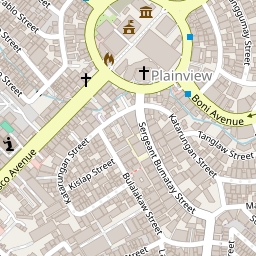 Pablo Street
anggumay Street
Plainview
Boni Avenue
Katarungan Street
Tanglaw Street
Sergeant Bumatay Street
Katarungan Street
Kislap Street
sco Avenue
Bulalakaw Street